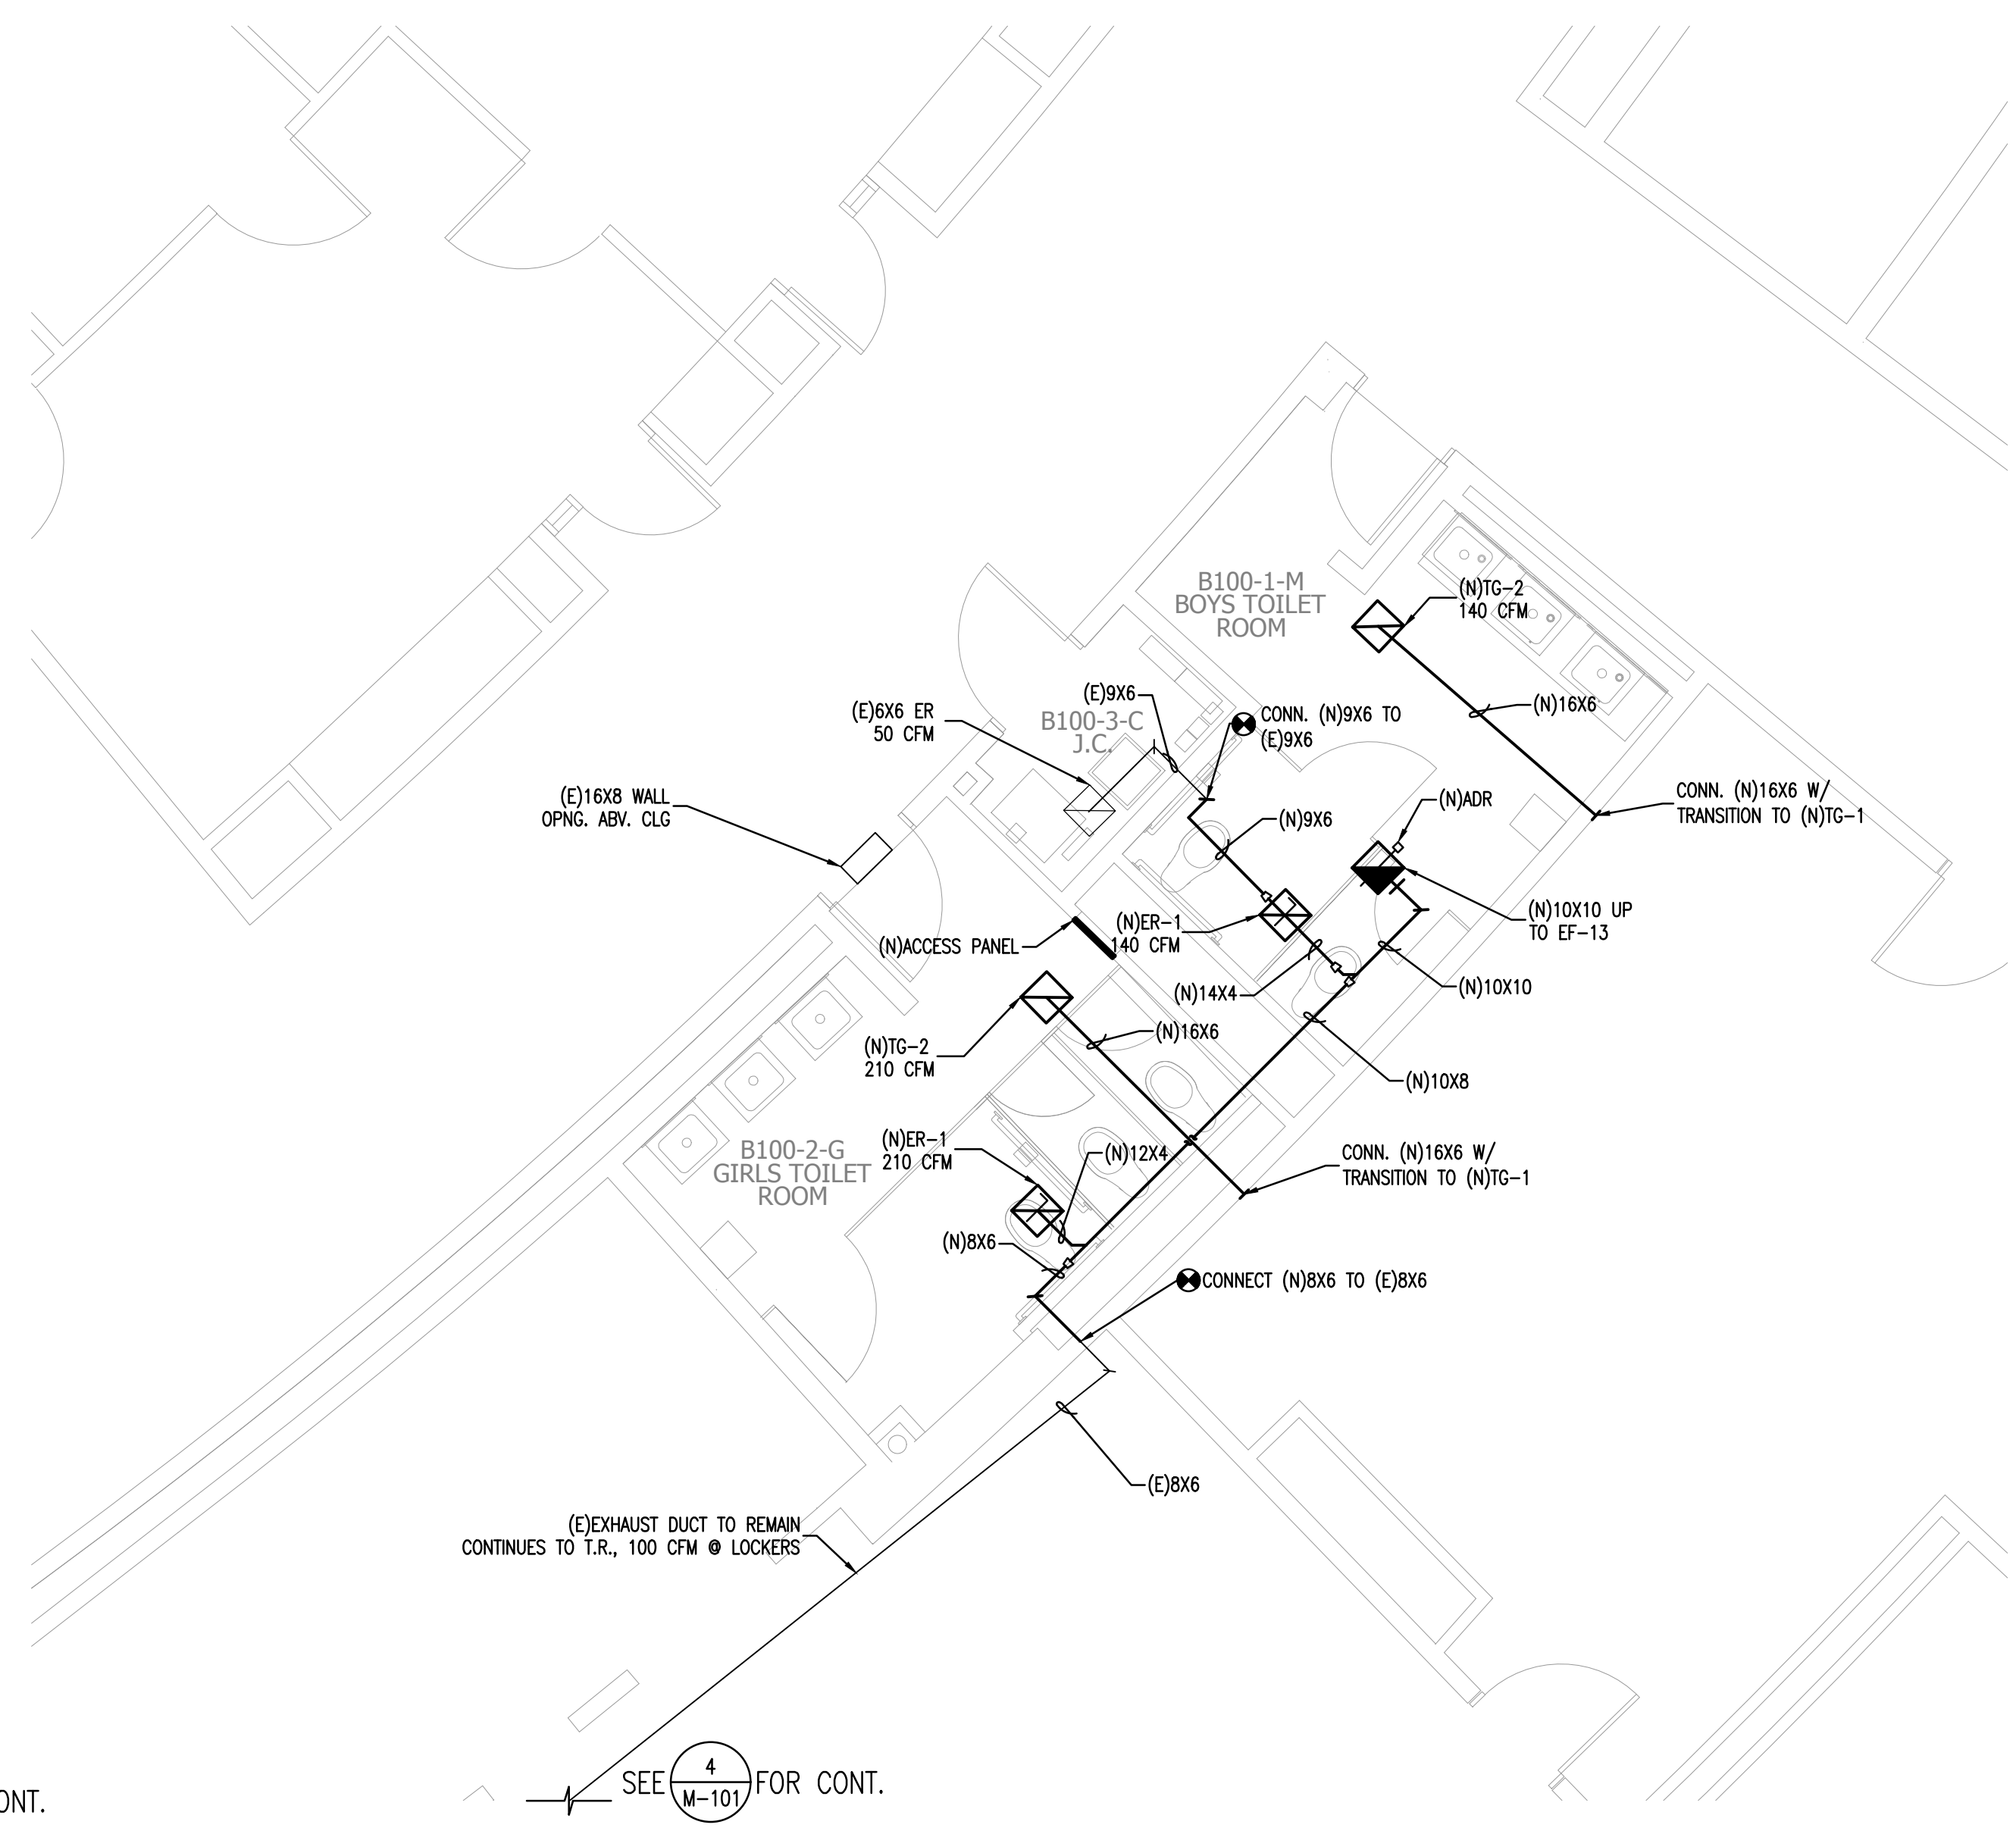 B100-1-M
BOYS TOILET
ROOM
(N)TG-2
140 CFM
(N)16X6
(E)9X6
(E)6X6 ER
50 CFM
B100-3-C
J.C.
CONN. (N)9X6 TO
(E)9X6
(E)16X8 WALL
OPNG. ABV. CLG
CONN. (N)16X6 W/
TRANSITION TO (N)TG-1
(N)ADR
(N)9X6
(N)10X10 UP
TO EF-13
(N)ER-1
140 CFM
(N)ACCESS PANEL
(N)14X4
(N)10X10
(N)16X6
(N)TG-2
210 CFM
(N)10X8
B100-2-G
GIRLS TOILET
ROOM
(N)ER-1
210 CFM
(N)12X4
CONN. (N)16X6 W/
TRANSITION TO (N)TG-1
(N)8X6
CONNECT (N)8X6 TO (E)8X6
(E)8X6
(E)EXHAUST DUCT TO REMAIN
CONTINUES TO T.R., 100 CFM @ LOCKERS
SEE 4 M-101 FOR CONT.
ONT.